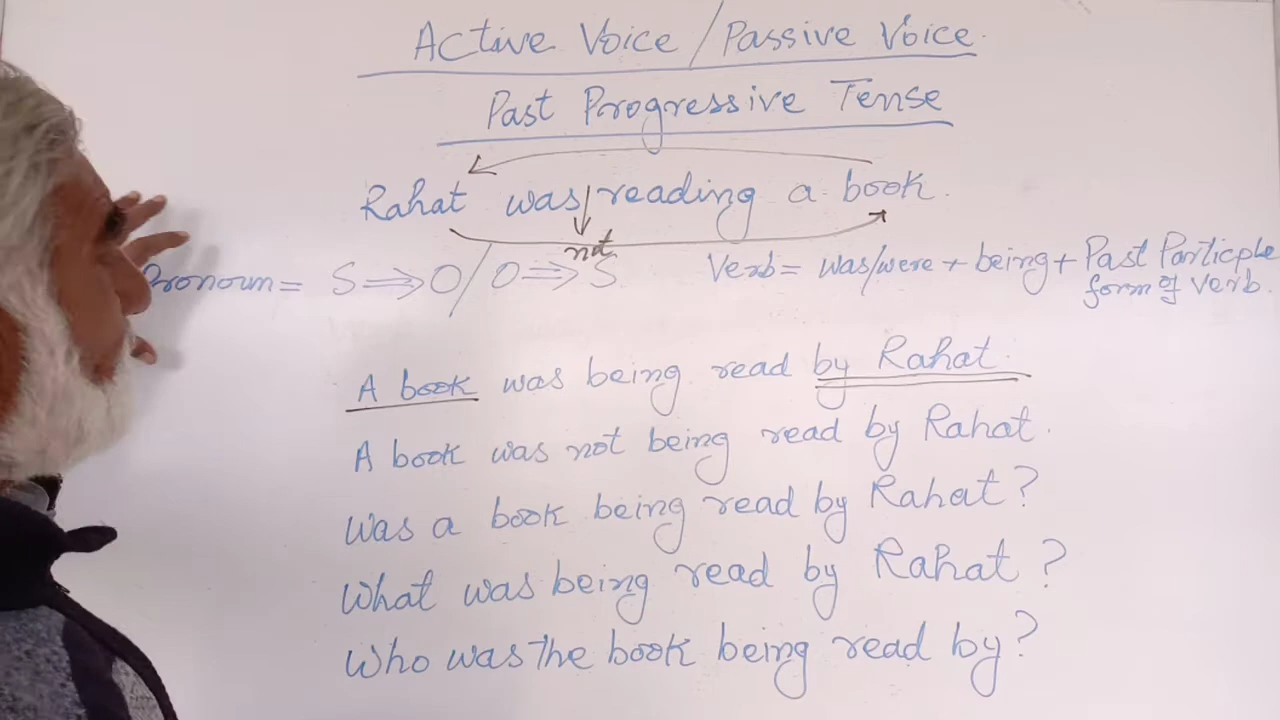 Active Voice / Passive Voice.
Past Progressive Tense
Rahat was reading a book.
not
Pronoun = S ⇒ O / O ⇒ S
Verb = was/were + being + Past Participle
form of Verb.
A book was being read by Rahat.
A book was not being read by Rahat.
Was a book being read by Rahat?
What was being read by Rahat?
Who was the book being read by?